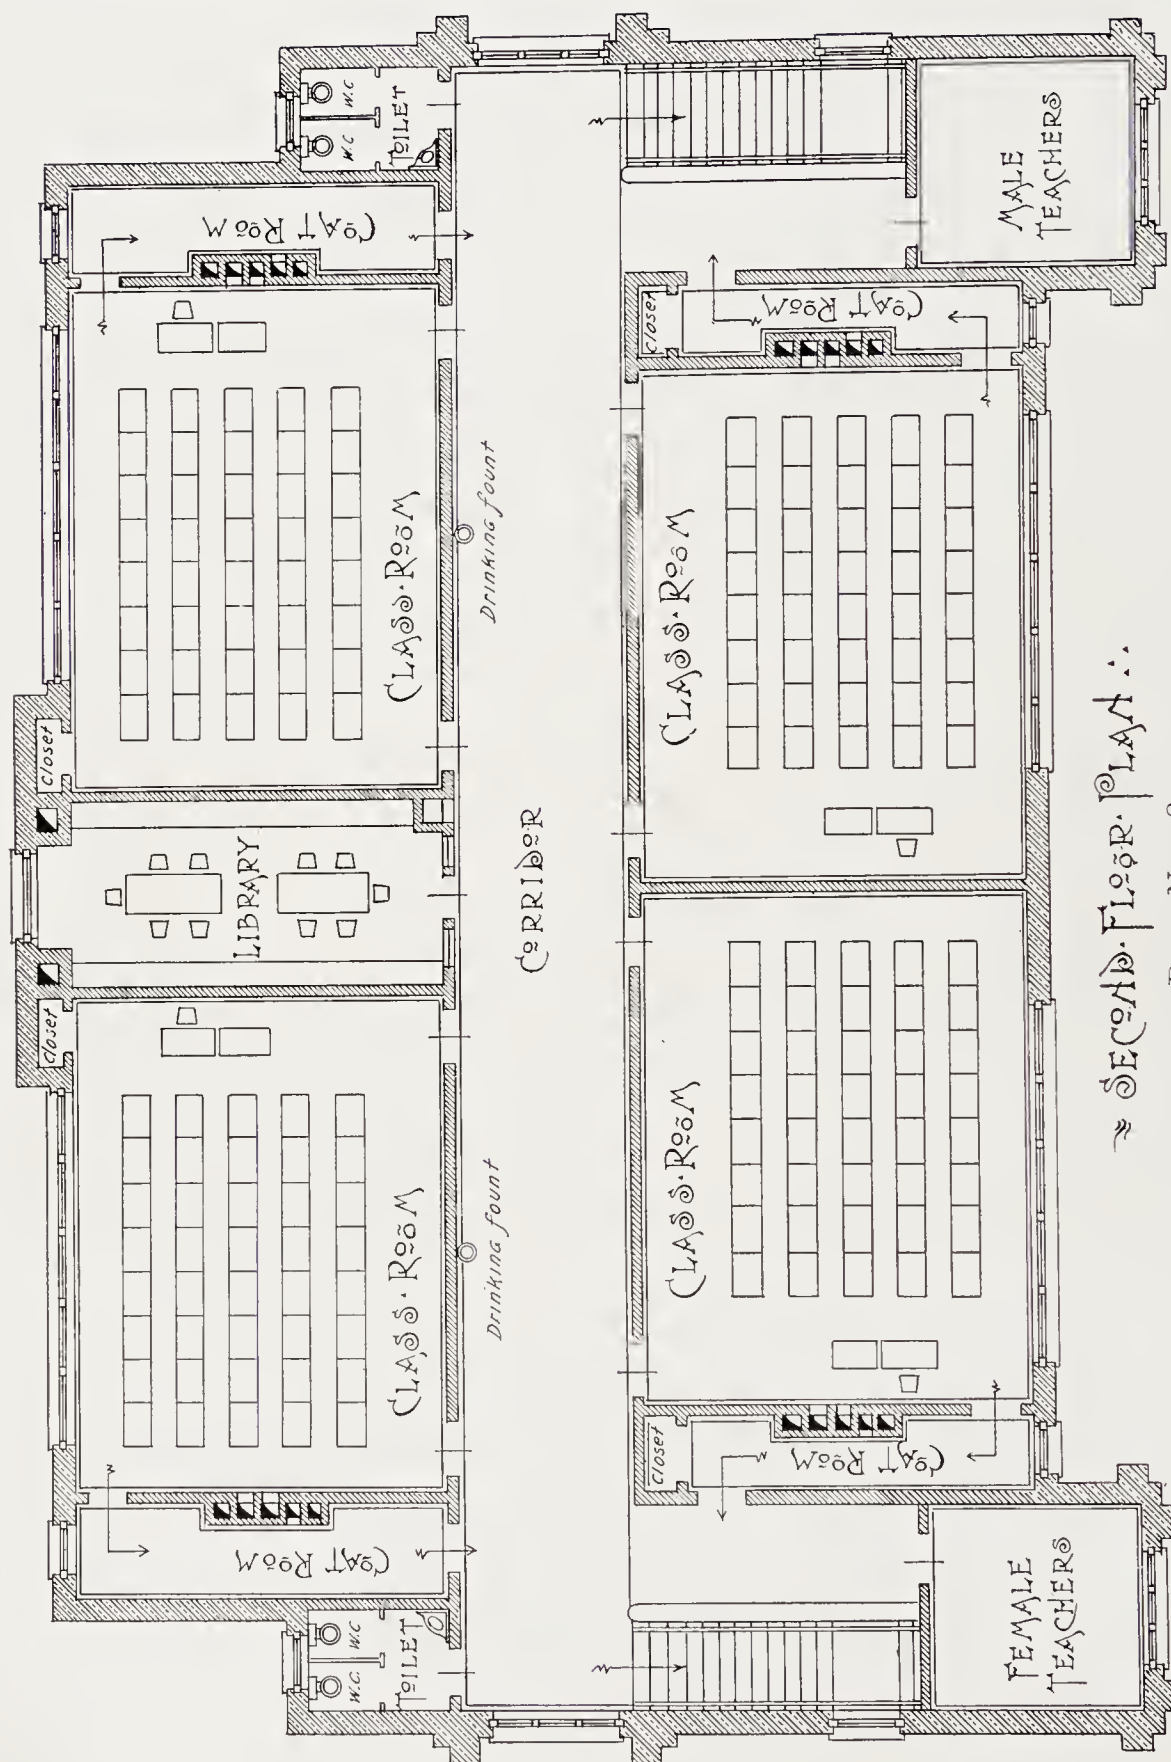 closet
closet
LIBRARY
COAT ROOM
COAT ROOM
W.C.
W.C
W.C
W.C
TOILET
TOILET
CLASS·ROOM
CLASS·ROOM
Drinking fount
Drinking fount
CORRIDOR
closet
closet
CLASS·ROOM
CLASS·ROOM
COAT ROOM
COAT ROOM
FEMALE
TEACHERS
MALE
TEACHERS
SECOND·FLOOR·PLAN